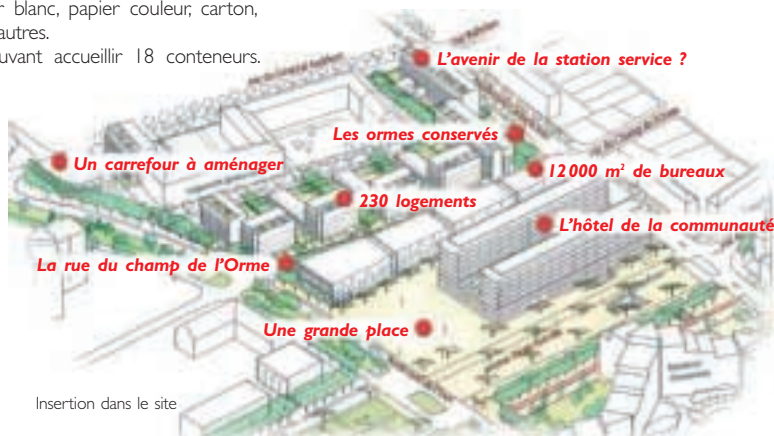 r blanc, papier couleur, carton,
autres.
uvant accueillir 18 conteneurs.
L'avenir de la station service ?
Les ormes conservés
Un carrefour à aménager
12000 m² de bureaux
230 logements
L'hôtel de la communauté
La rue du champ de l'Orme
Une grande place
Insertion dans le site